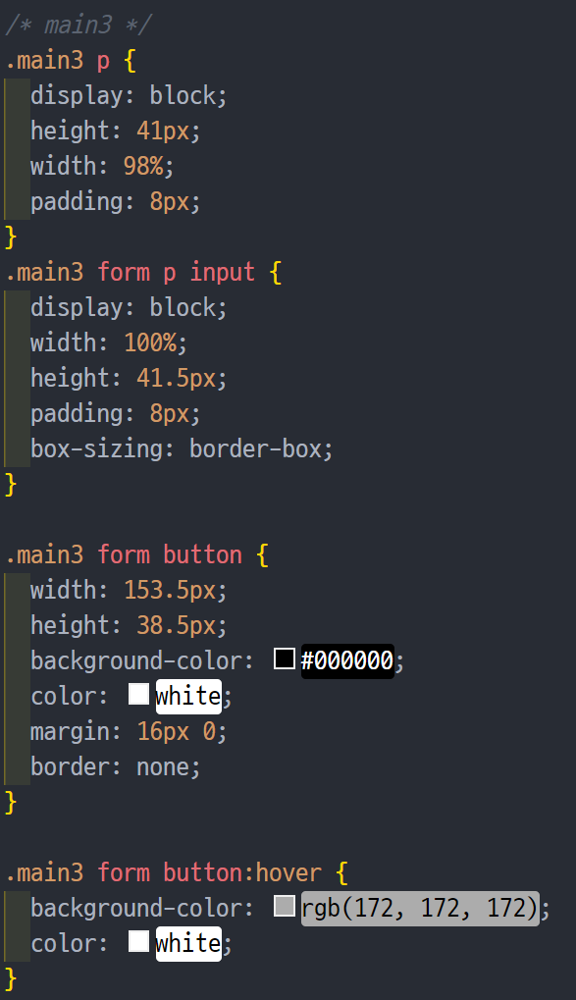 /* main3 */
.main3 p {
display: block;
height: 41px;
width: 98%;
padding: 8px;
}
.main3 form p input {
display: block;
width: 100%;
height: 41.5px;
padding: 8px;
box-sizing: border-box;
}
.main3 form button {
width: 153.5px;
height: 38.5px;
background-color: #000000;
color: white;
margin: 16px 0;
border: none;
}
.main3 form button:hover {
background-color: rgb(172, 172, 172);
color: white;
}